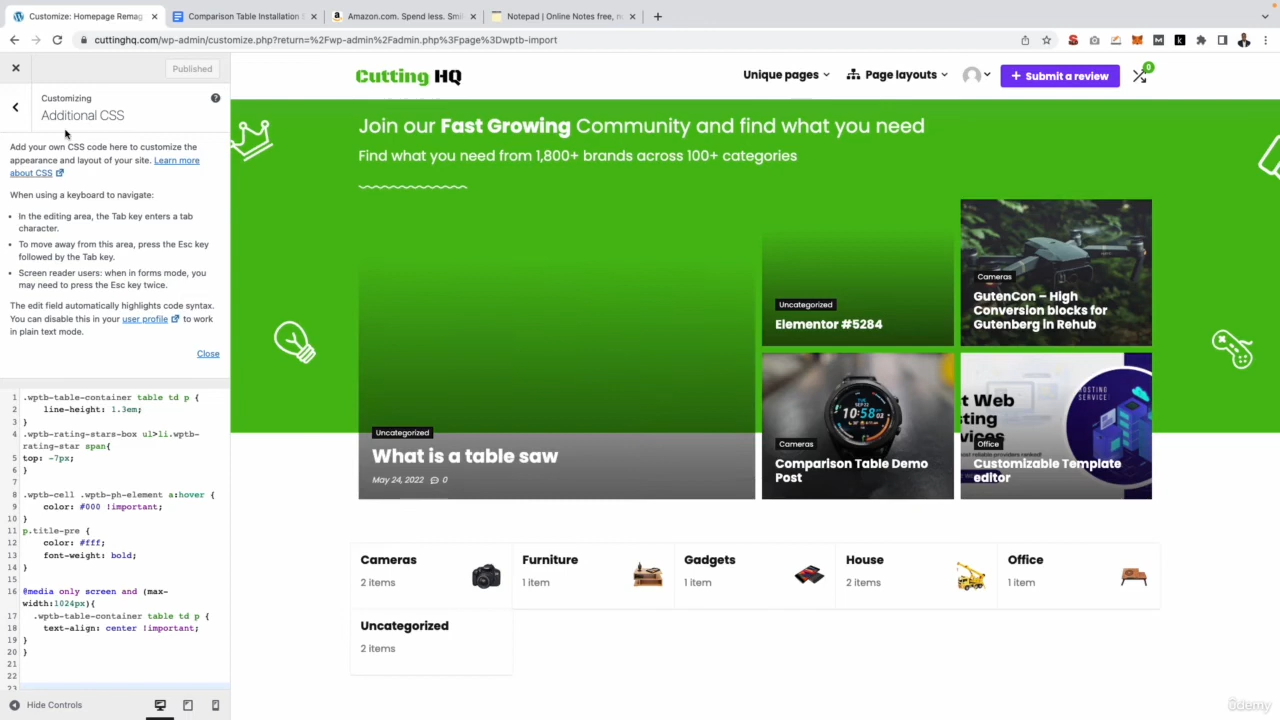 Customize: Homepage Remag
Comparison Table Installation S
Amazon.com. Spend less. Smi
Notepad | Online Notes free, n
cuttinghq.com/wp-admin/customize.php?return=%2Fwp-admin%2Fadmin.php%3Fpage%3Dwptb-import
Published
Customizing
Additional CSS
Add your own CSS code here to customize the
appearance and layout of your site. Learn more
about CSS
When using a keyboard to navigate:
In the editing area, the Tab key enters a tab
character.
To move away from this area, press the Esc key
followed by the Tab key.
Screen reader users: when in forms mode, you
may need to press the Esc key twice.
The edit field automatically highlights code syntax.
You can disable this in your user profile to work
in plain text mode.
Close
1 .wptb-table-container table td p {
2 line-height: 1.3em;
3 }
4 .wptb-rating-stars-box ul>li.wptb-
rating-star span{
5 top: -7px;
6 }
7
8 .wptb-cell .wptb-ph-element a:hover {
9 color: #000 !important;
10 }
11 p.title-pre {
12 color: #fff;
13 font-weight: bold;
14 }
15
16 @media only screen and (max-
width:1024px){
17 .wptb-table-container table td p {
18 text-align: center !important;
19 }
20 }
21
22
23
Hide Controls
Cutting HQ
Unique pages
Page layouts
+ Submit a review
0
Join our Fast Growing Community and find what you need
Find what you need from 1,800+ brands across 100+ categories
Uncategorized
What is a table saw
May 24, 2022 0
Uncategorized
Elementor #5284
Cameras
GutenCon – High
Conversion blocks for
Gutenberg in Rehub
10:58
Cameras
Comparison Table Demo
Post
HOSTING
SERVICE
t Web
sting
vices
Office
Customizable Template
editor
Cameras
2 items
Furniture
1 item
Gadgets
1 item
House
2 items
Office
1 item
Uncategorized
2 items
ûdemy